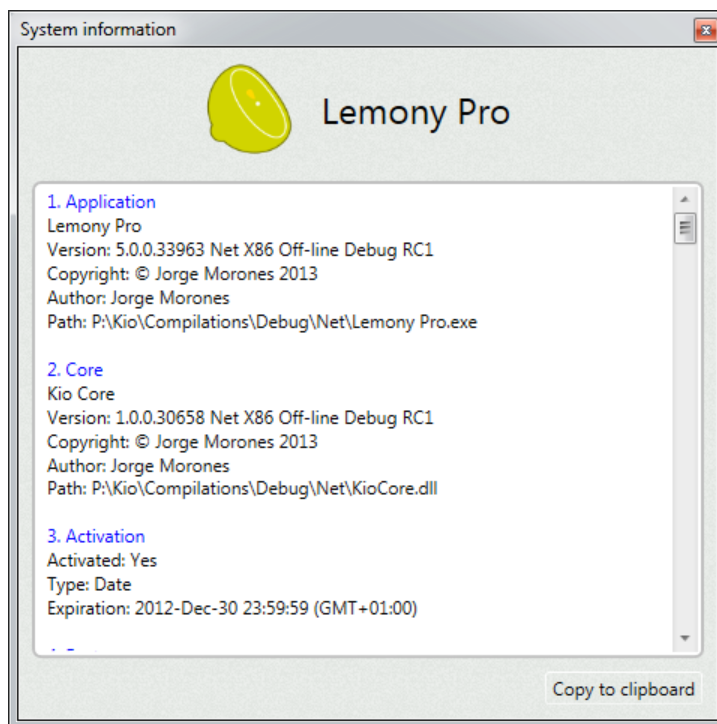 System information
Lemony Pro
1. Application
Lemony Pro
Version: 5.0.0.33963 Net X86 Off-line Debug RC1
Copyright: © Jorge Morones 2013
Author: Jorge Morones
Path: P:\Kio\Compilations\Debug\Net\Lemony Pro.exe
2. Core
Kio Core
Version: 1.0.0.30658 Net X86 Off-line Debug RC1
Copyright: © Jorge Morones 2013
Author: Jorge Morones
Path: P:\Kio\Compilations\Debug\Net\KioCore.dll
3. Activation
Activated: Yes
Type: Date
Expiration: 2012-Dec-30 23:59:59 (GMT+01:00)
Copy to clipboard